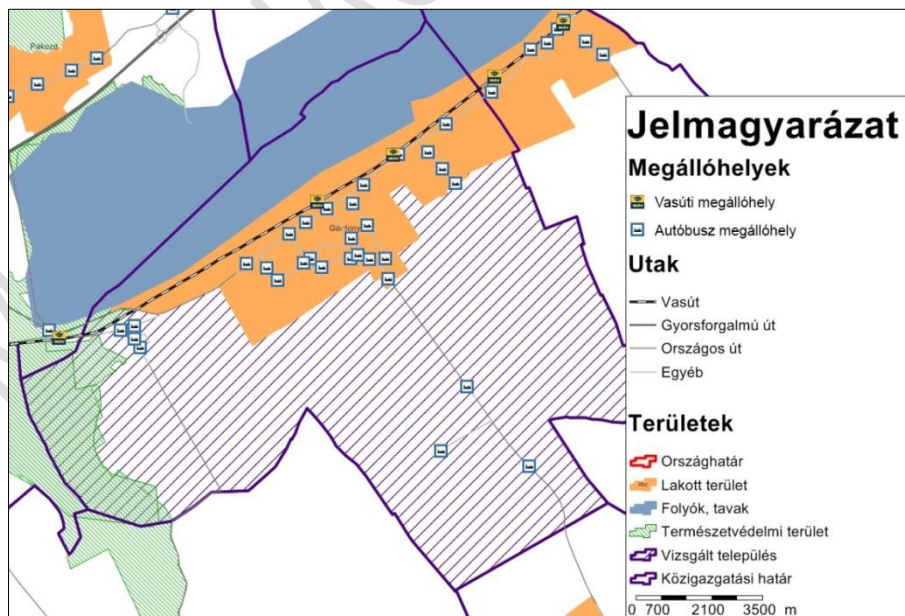 Pákozd
Gárdony
Jelmagyarázat
Megállóhelyek
Vasúti megállóhely
Autóbusz megállóhely
Utak
Vasút
Gyorsforgalmú út
Országos út
Egyéb
Területek
Országhatár
Lakott terület
Folyók, tavak
Természetvédelmi terület
Vizsgált település
Közigazgatási határ
0 700 2100 3500 m